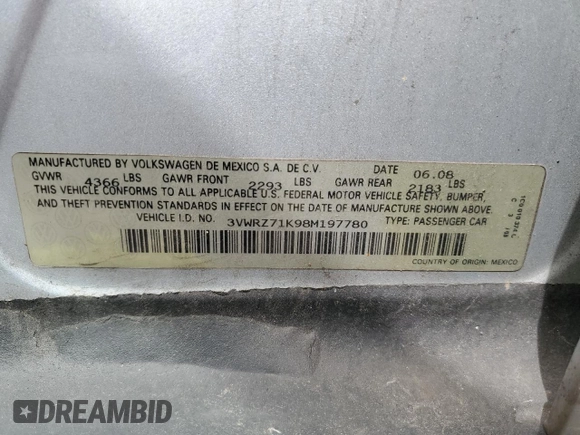 MANUFACTURED BY VOLKSWAGEN DE MEXICO S.A. DE C.V. DATE 06.08
GVWR 4366 LBS GAWR FRONT 2293 LBS GAWR REAR 2183 LBS
THIS VEHICLE CONFORMS TO ALL APPLICABLE U.S. FEDERAL MOTOR VEHICLE SAFETY, BUMPER,
AND THEFT PREVENTION STANDARDS IN EFFECT ON THE DATE OF MANUFACTURE SHOWN ABOVE.
VEHICLE I.D. NO. 3VWRZ71K98M197780 TYPE: PASSENGER CAR
COUNTRY OF ORIGIN: MEXICO
DREAMBID